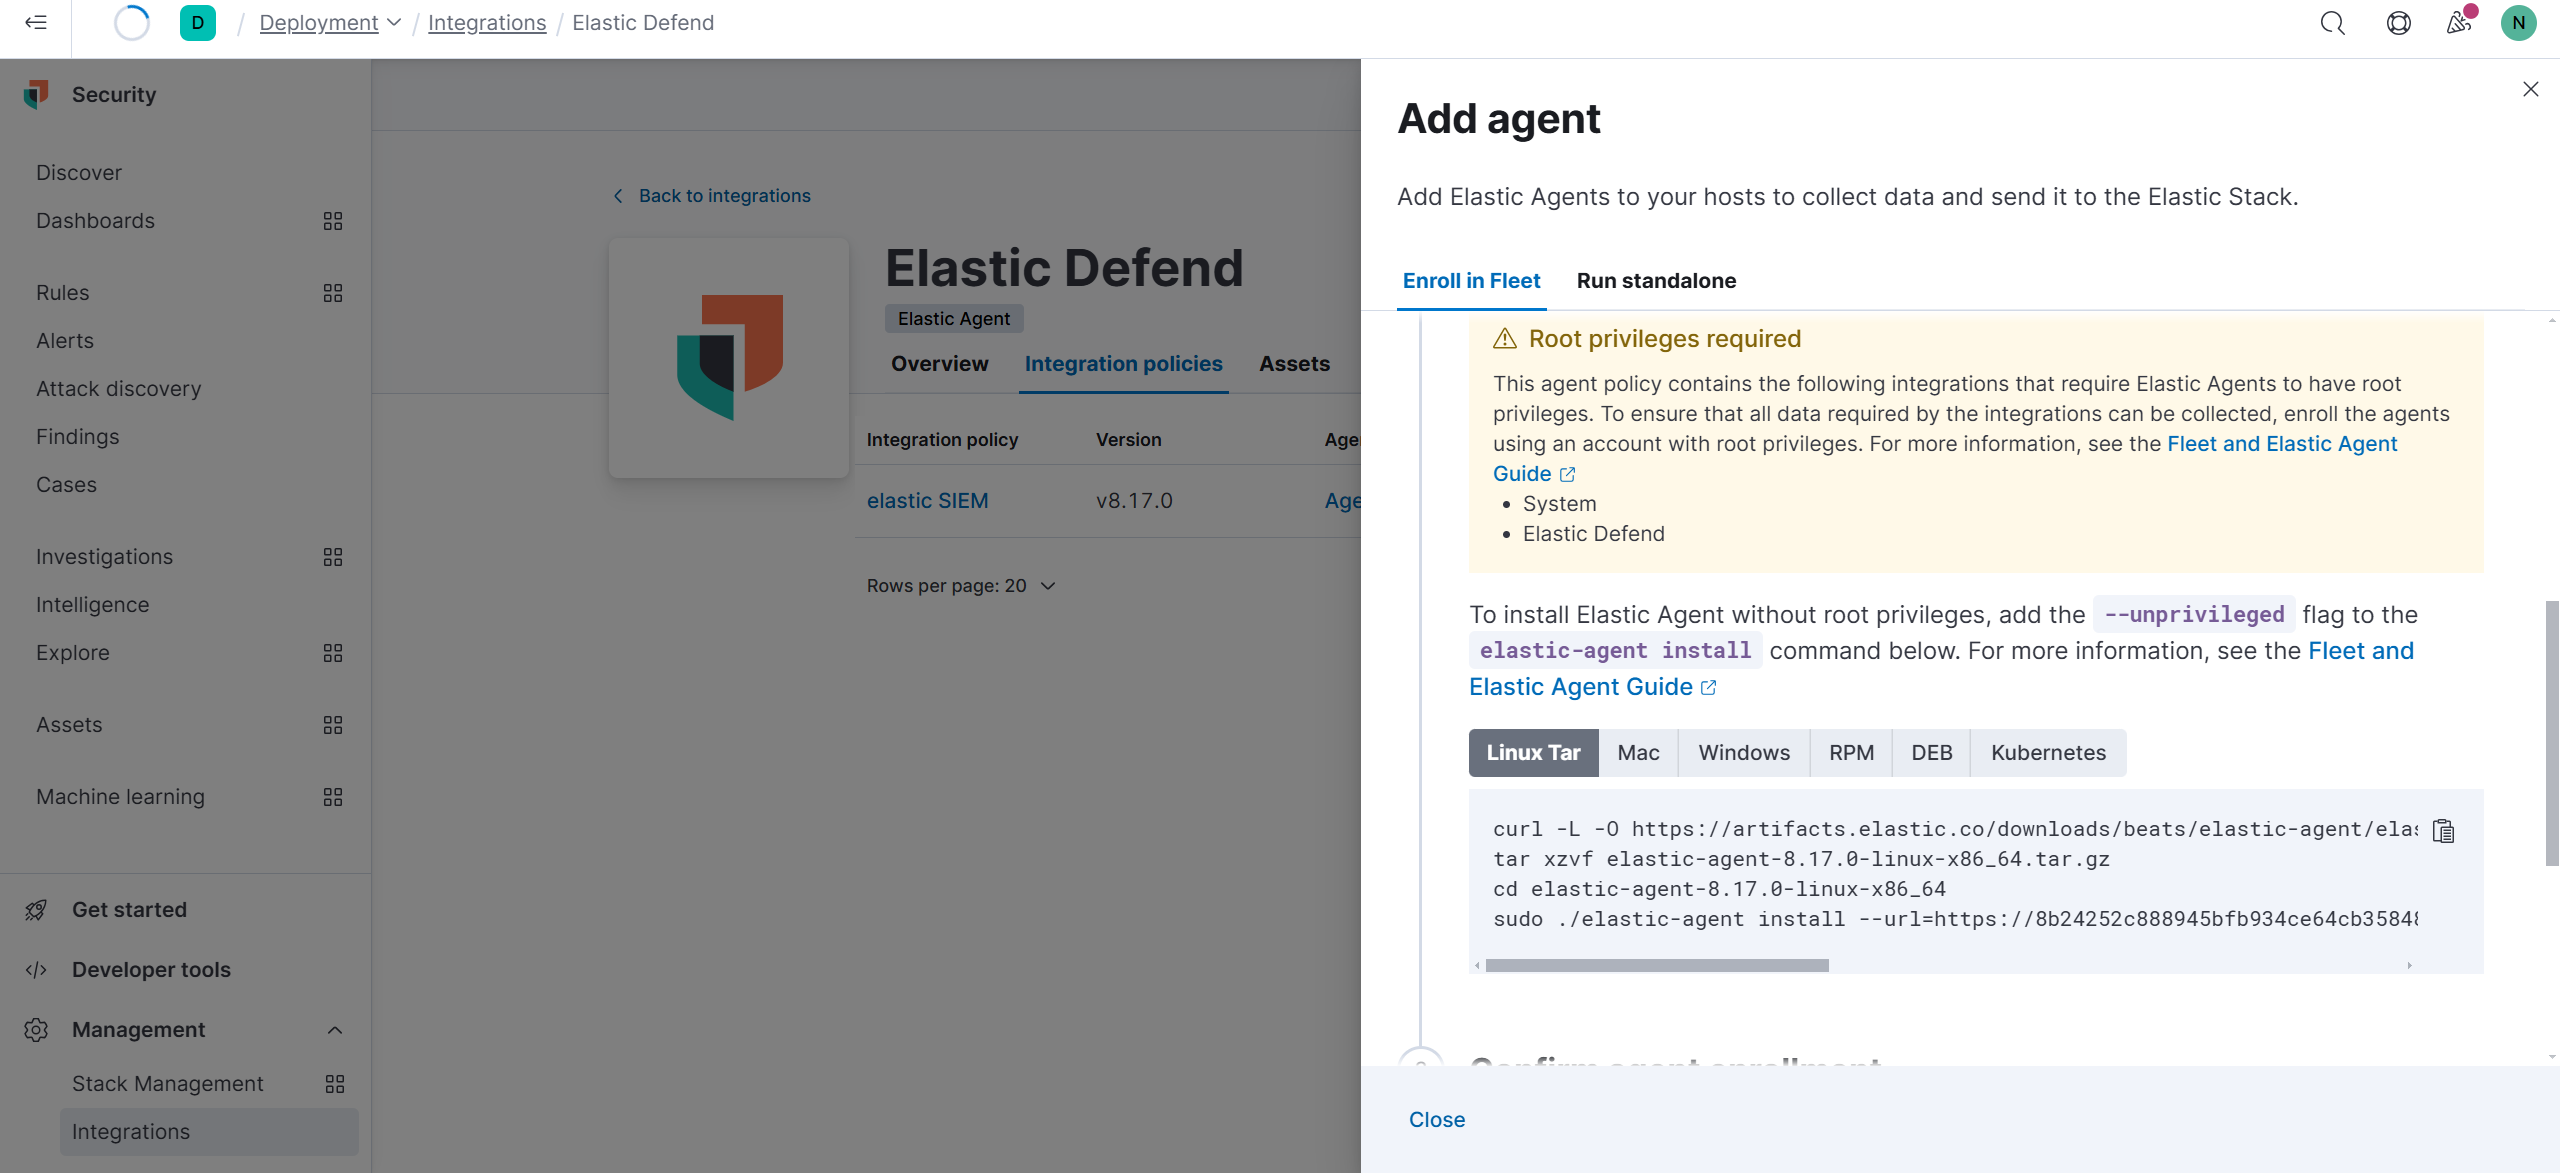 D / Deployment / Integrations / Elastic Defend
N
Security
Discover
Dashboards
Rules
Alerts
Attack discovery
Findings
Cases
Investigations
Intelligence
Explore
Assets
Machine learning
Get started
Developer tools
Management
Stack Management
Integrations
Back to integrations
Elastic Defend
Elastic Agent
Overview Integration policies Assets
Integration policy Version
elastic SIEM v8.17.0
Rows per page: 20
Add agent
Add Elastic Agents to your hosts to collect data and send it to the Elastic Stack.
Enroll in Fleet Run standalone
Root privileges required
This agent policy contains the following integrations that require Elastic Agents to have root
privileges. To ensure that all data required by the integrations can be collected, enroll the agents
using an account with root privileges. For more information, see the Fleet and Elastic Agent
Guide
• System
• Elastic Defend
To install Elastic Agent without root privileges, add the --unprivileged flag to the
elastic-agent install command below. For more information, see the Fleet and
Elastic Agent Guide
Linux Tar Mac Windows RPM DEB Kubernetes
curl -L -O https://artifacts.elastic.co/downloads/beats/elastic-agent/elas
tar xzvf elastic-agent-8.17.0-linux-x86_64.tar.gz
cd elastic-agent-8.17.0-linux-x86_64
sudo ./elastic-agent install --url=https://8b24252c888945bfb934ce64cb35848
Confirm agent enrollment
Close